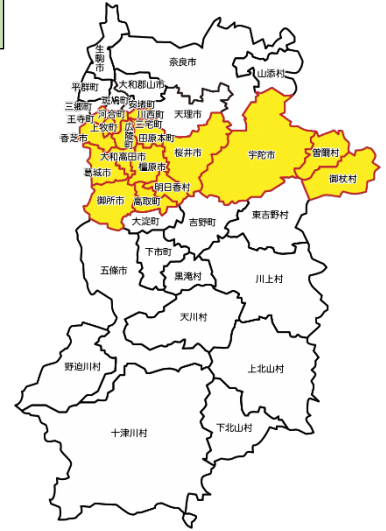 生駒市
奈良市
山添村
平群町
大和郡山市
斑鳩町
安堵町
三郷町
河合町
川西町
天理市
王寺町
上牧町
広陵町
三宅町
田原本町
香芝市
大和高田市
橿原市
桜井市
宇陀市
曽爾村
葛城市
明日香村
御杖村
御所市
高取町
大淀町
吉野町
東吉野村
下市町
五條市
黒滝村
川上村
天川村
野迫川村
上北山村
十津川村
下北山村